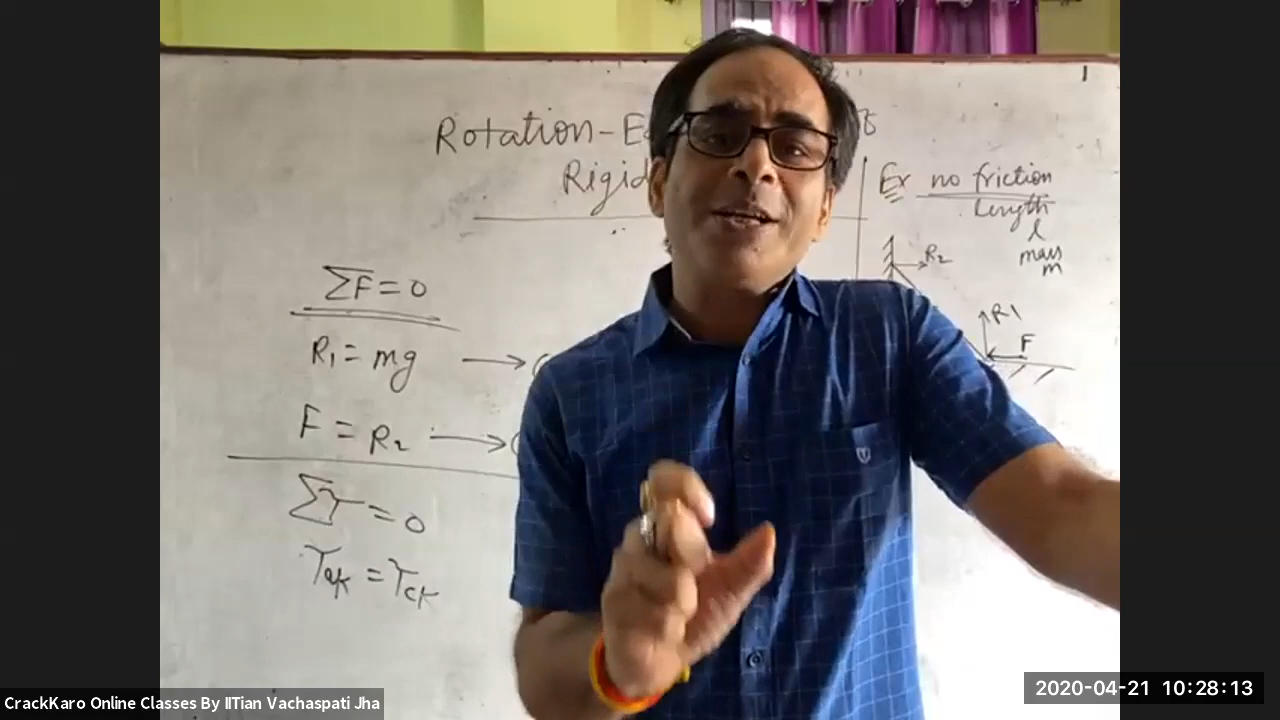 Rotation-
Rigid
Ex no friction
Length
l
mass
m
R2
R1
F
ΣF=0
R1=mg
F=R2
Στ=0
τack=τck
CrackKaro Online Classes By IITian Vachaspati Jha
2020-04-21 10:28:13